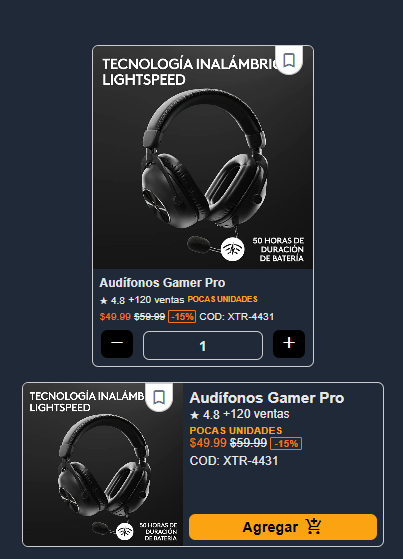 TECNOLOGÍA INALÁMBRIC
LIGHTSPEED
50 HORAS DE
DURACIÓN
DE BATERÍA
Audífonos Gamer Pro
★ 4.8 +120 ventas POCAS UNIDADES
$49.99 $59.99 -15% COD: XTR-4431
− 1 +
TECNOLOGÍA INALÁMB
LIGHTSPEED
50 HORAS DE
DURACIÓN
DE BATERÍA
Audífonos Gamer Pro
★ 4.8 +120 ventas
POCAS UNIDADES
$49.99 $59.99 -15%
COD: XTR-4431
Agregar